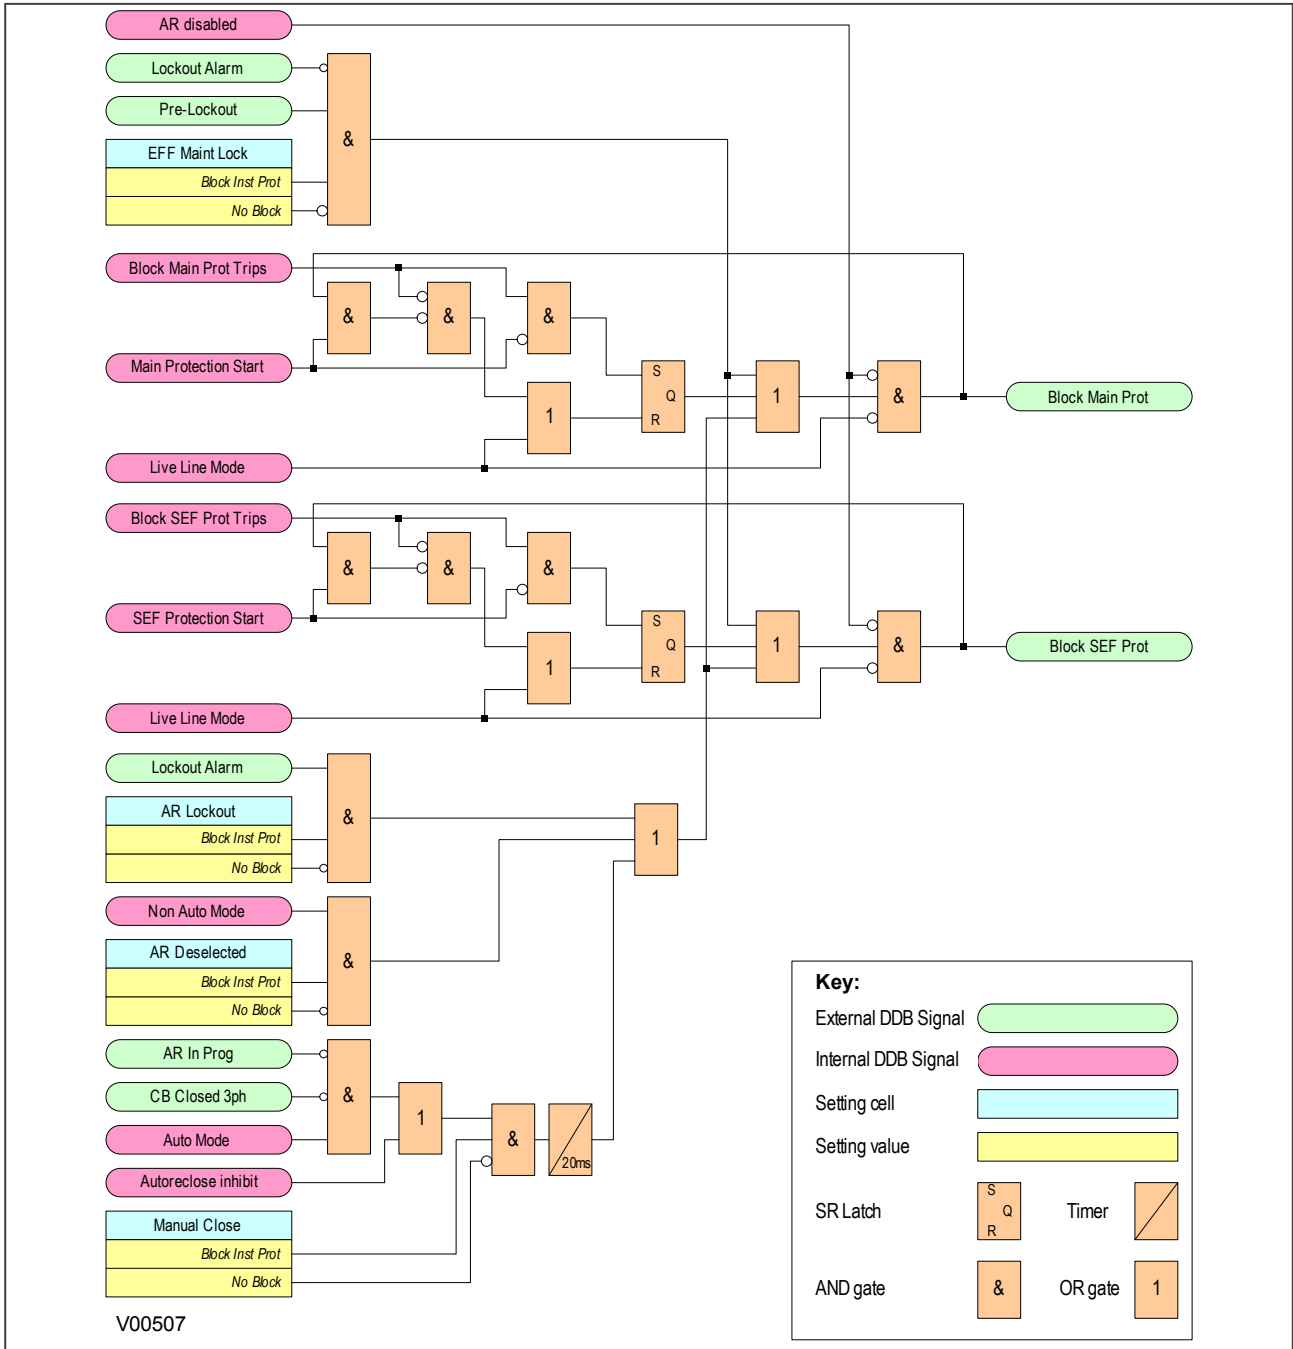 AR disabled
Lockout Alarm
Pre-Lockout
&
EFF Maint Lock
Block Inst Prot
No Block
Block Main Prot Trips
&
&
&
Main Protection Start
S
Q
R
1
1
&
Block Main Prot
Live Line Mode
Block SEF Prot Trips
&
&
&
SEF Protection Start
S
Q
R
1
1
&
Block SEF Prot
Live Line Mode
Lockout Alarm
AR Lockout
&
Block Inst Prot
No Block
1
Non Auto Mode
AR Deselected
&
Block Inst Prot
No Block
AR In Prog
CB Closed 3ph
&
Auto Mode
1
&
20ms
Autoreclose inhibit
Manual Close
Block Inst Prot
No Block
Key:
External DDB Signal
Internal DDB Signal
Setting cell
Setting value
SR Latch
S
Q
R
Timer
AND gate
&
OR gate
1
V00507